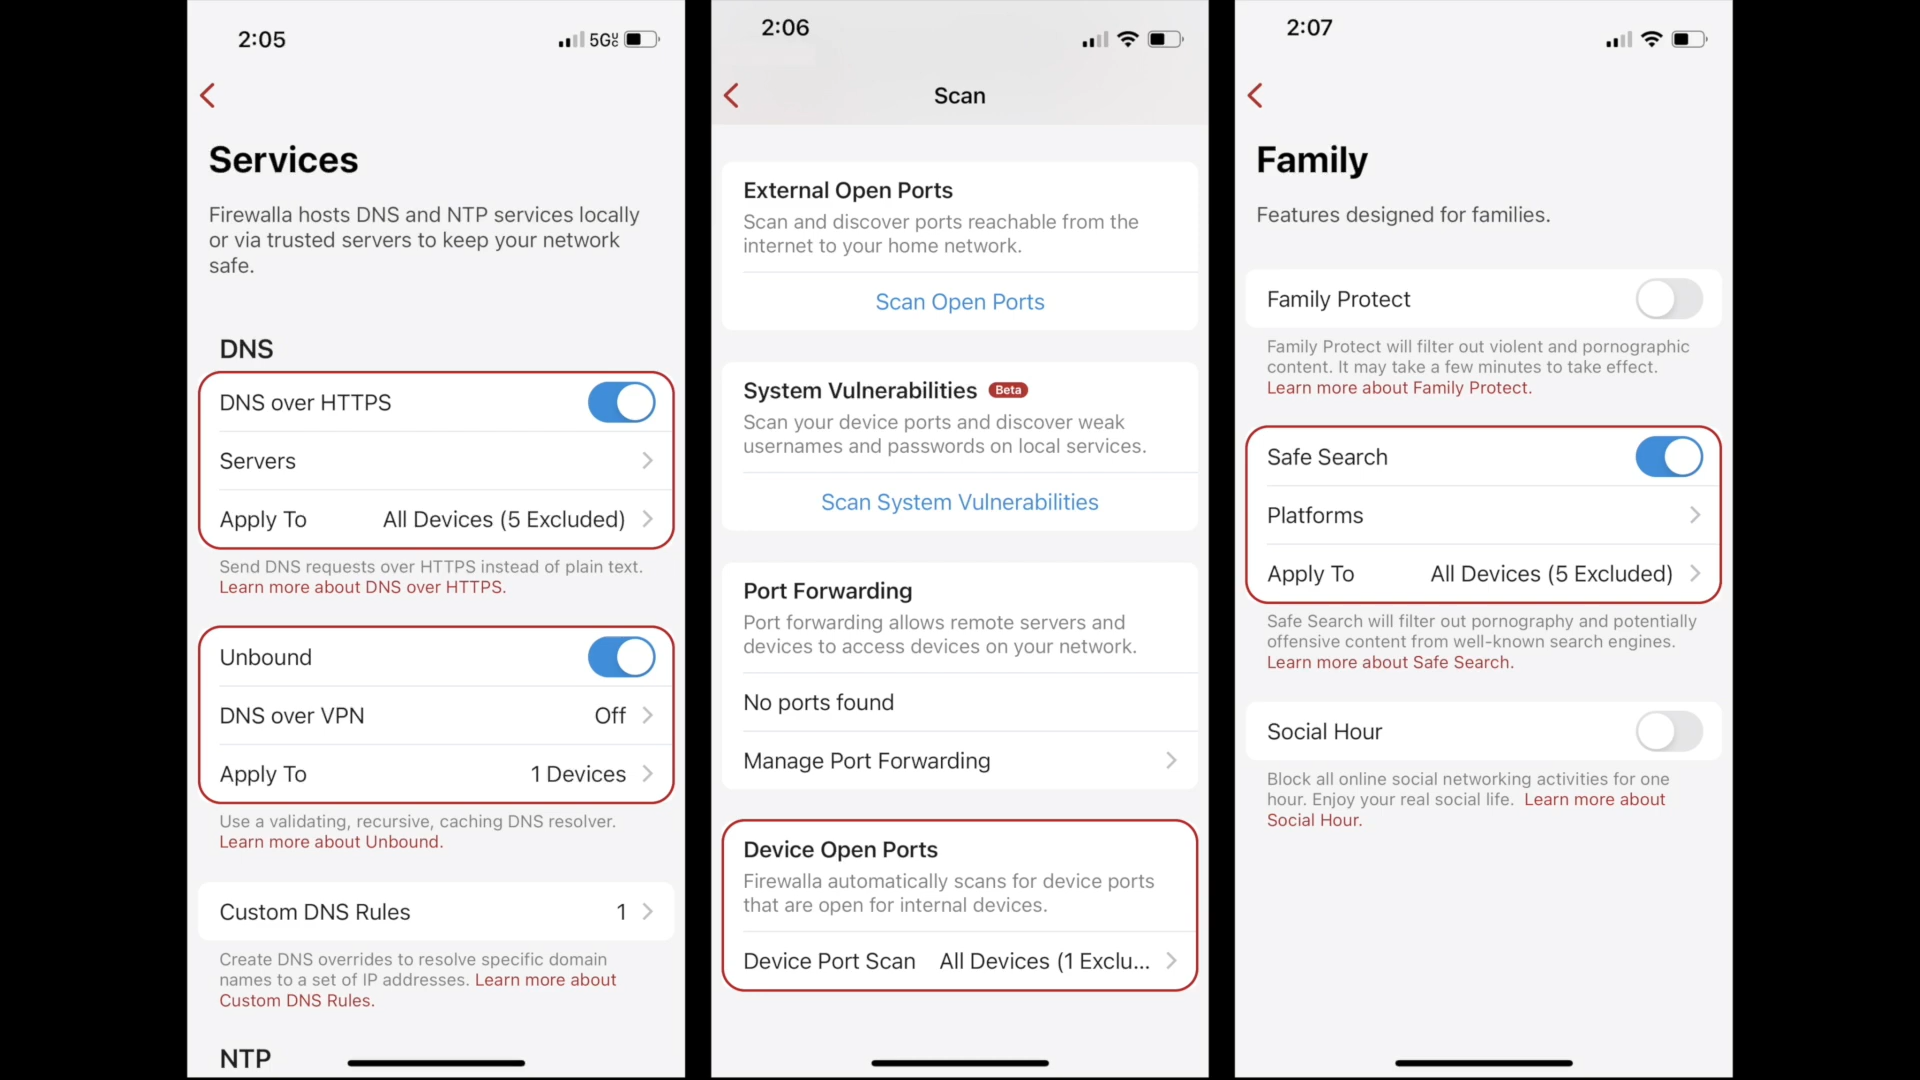 2:05
5G
Services
Firewalla hosts DNS and NTP services locally
or via trusted servers to keep your network
safe.
DNS
DNS over HTTPS
Servers
Apply To All Devices (5 Excluded)
Send DNS requests over HTTPS instead of plain text.
Learn more about DNS over HTTPS.
Unbound
DNS over VPN Off
Apply To 1 Devices
Use a validating, recursive, caching DNS resolver.
Learn more about Unbound.
Custom DNS Rules 1
Create DNS overrides to resolve specific domain
names to a set of IP addresses. Learn more about
Custom DNS Rules.
NTP
2:06
Scan
External Open Ports
Scan and discover ports reachable from the
internet to your home network.
Scan Open Ports
System Vulnerabilities Beta
Scan your device ports and discover weak
usernames and passwords on local services.
Scan System Vulnerabilities
Port Forwarding
Port forwarding allows remote servers and
devices to access devices on your network.
No ports found
Manage Port Forwarding
Device Open Ports
Firewalla automatically scans for device ports
that are open for internal devices.
Device Port Scan All Devices (1 Exclu...
2:07
Family
Features designed for families.
Family Protect
Family Protect will filter out violent and pornographic
content. It may take a few minutes to take effect.
Learn more about Family Protect.
Safe Search
Platforms
Apply To All Devices (5 Excluded)
Safe Search will filter out pornography and potentially
offensive content from well-known search engines.
Learn more about Safe Search.
Social Hour
Block all online social networking activities for one
hour. Enjoy your real social life. Learn more about
Social Hour.